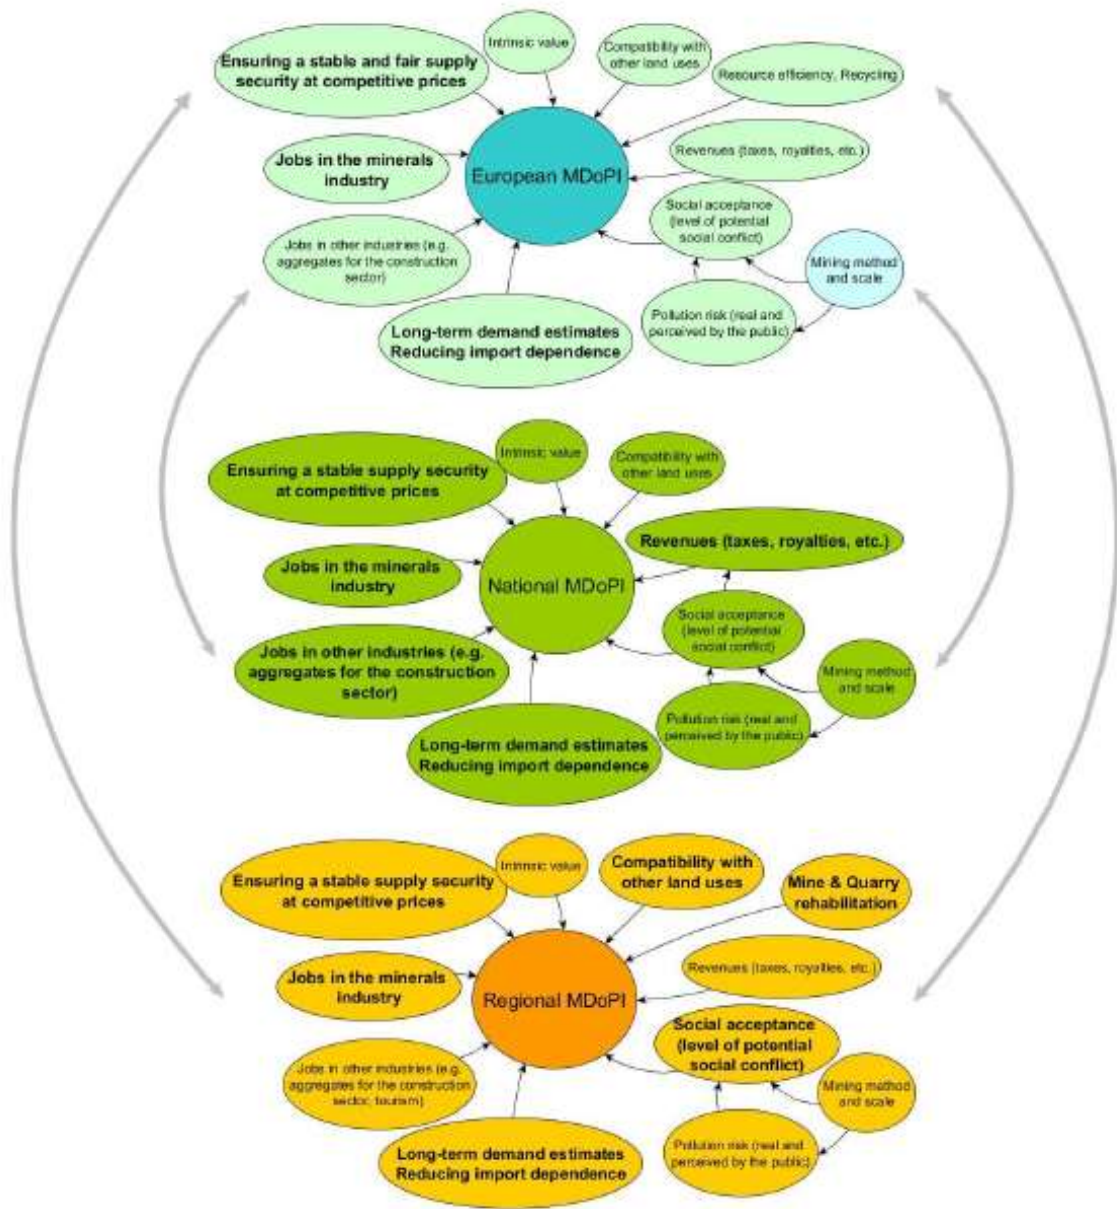 Intrinsic value
Compatibility with
other land uses
Ensuring a stable and fair supply
security at competitive prices
Resource efficiency, Recycling
Jobs in the minerals
industry
European MDoPI
Revenues (taxes, royalties, etc.)
Social acceptance
(level of potential
social conflict)
Jobs in other industries (e.g.
aggregates for the construction
sector)
Mining method
and scale
Pollution risk (real and
perceived by the public)
Long-term demand estimates
Reducing import dependence
Intrinsic value
Compatibility with
other land uses
Ensuring a stable supply security
at competitive prices
Revenues (taxes, royalties, etc.)
Jobs in the minerals
industry
National MDoPI
Social acceptance
(level of potential
social conflict)
Jobs in other industries (e.g.
aggregates for the construction
sector)
Mining method
and scale
Pollution risk (real and
perceived by the public)
Long-term demand estimates
Reducing import dependence
Intrinsic value
Compatibility with
other land uses
Ensuring a stable supply security
at competitive prices
Mine & Quarry
rehabilitation
Jobs in the minerals
industry
Regional MDoPI
Revenues (taxes, royalties, etc.)
Social acceptance
(level of potential
social conflict)
Jobs in other industries (e.g.
aggregates for the construction
sector, tourism)
Mining method
and scale
Pollution risk (real and
perceived by the public)
Long-term demand estimates
Reducing import dependence